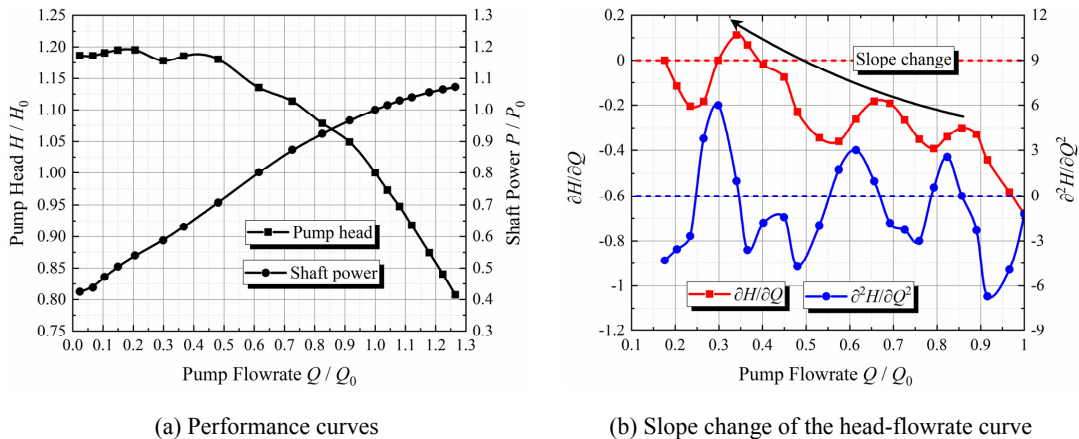 1.30
1.25
1.20
1.15
1.10
1.05
1.00
0.95
0.90
0.85
0.80
0.75
Pump Head H / H0
1.3
1.2
1.1
1.0
0.9
0.8
0.7
0.6
0.5
0.4
0.3
Shaft Power P / P0
Pump head
Shaft power
0.0 0.1 0.2 0.3 0.4 0.5 0.6 0.7 0.8 0.9 1.0 1.1 1.2 1.3
Pump Flowrate Q / Q0
(a) Performance curves
0.2
0
-0.2
-0.4
-0.6
-0.8
-1
-1.2
∂H/∂Q
12
9
6
3
0
-3
-6
-9
∂²H/∂Q²
Slope change
∂H/∂Q
∂²H/∂Q²
0.1 0.2 0.3 0.4 0.5 0.6 0.7 0.8 0.9 1
Pump Flowrate Q / Q0
(b) Slope change of the head-flowrate curve